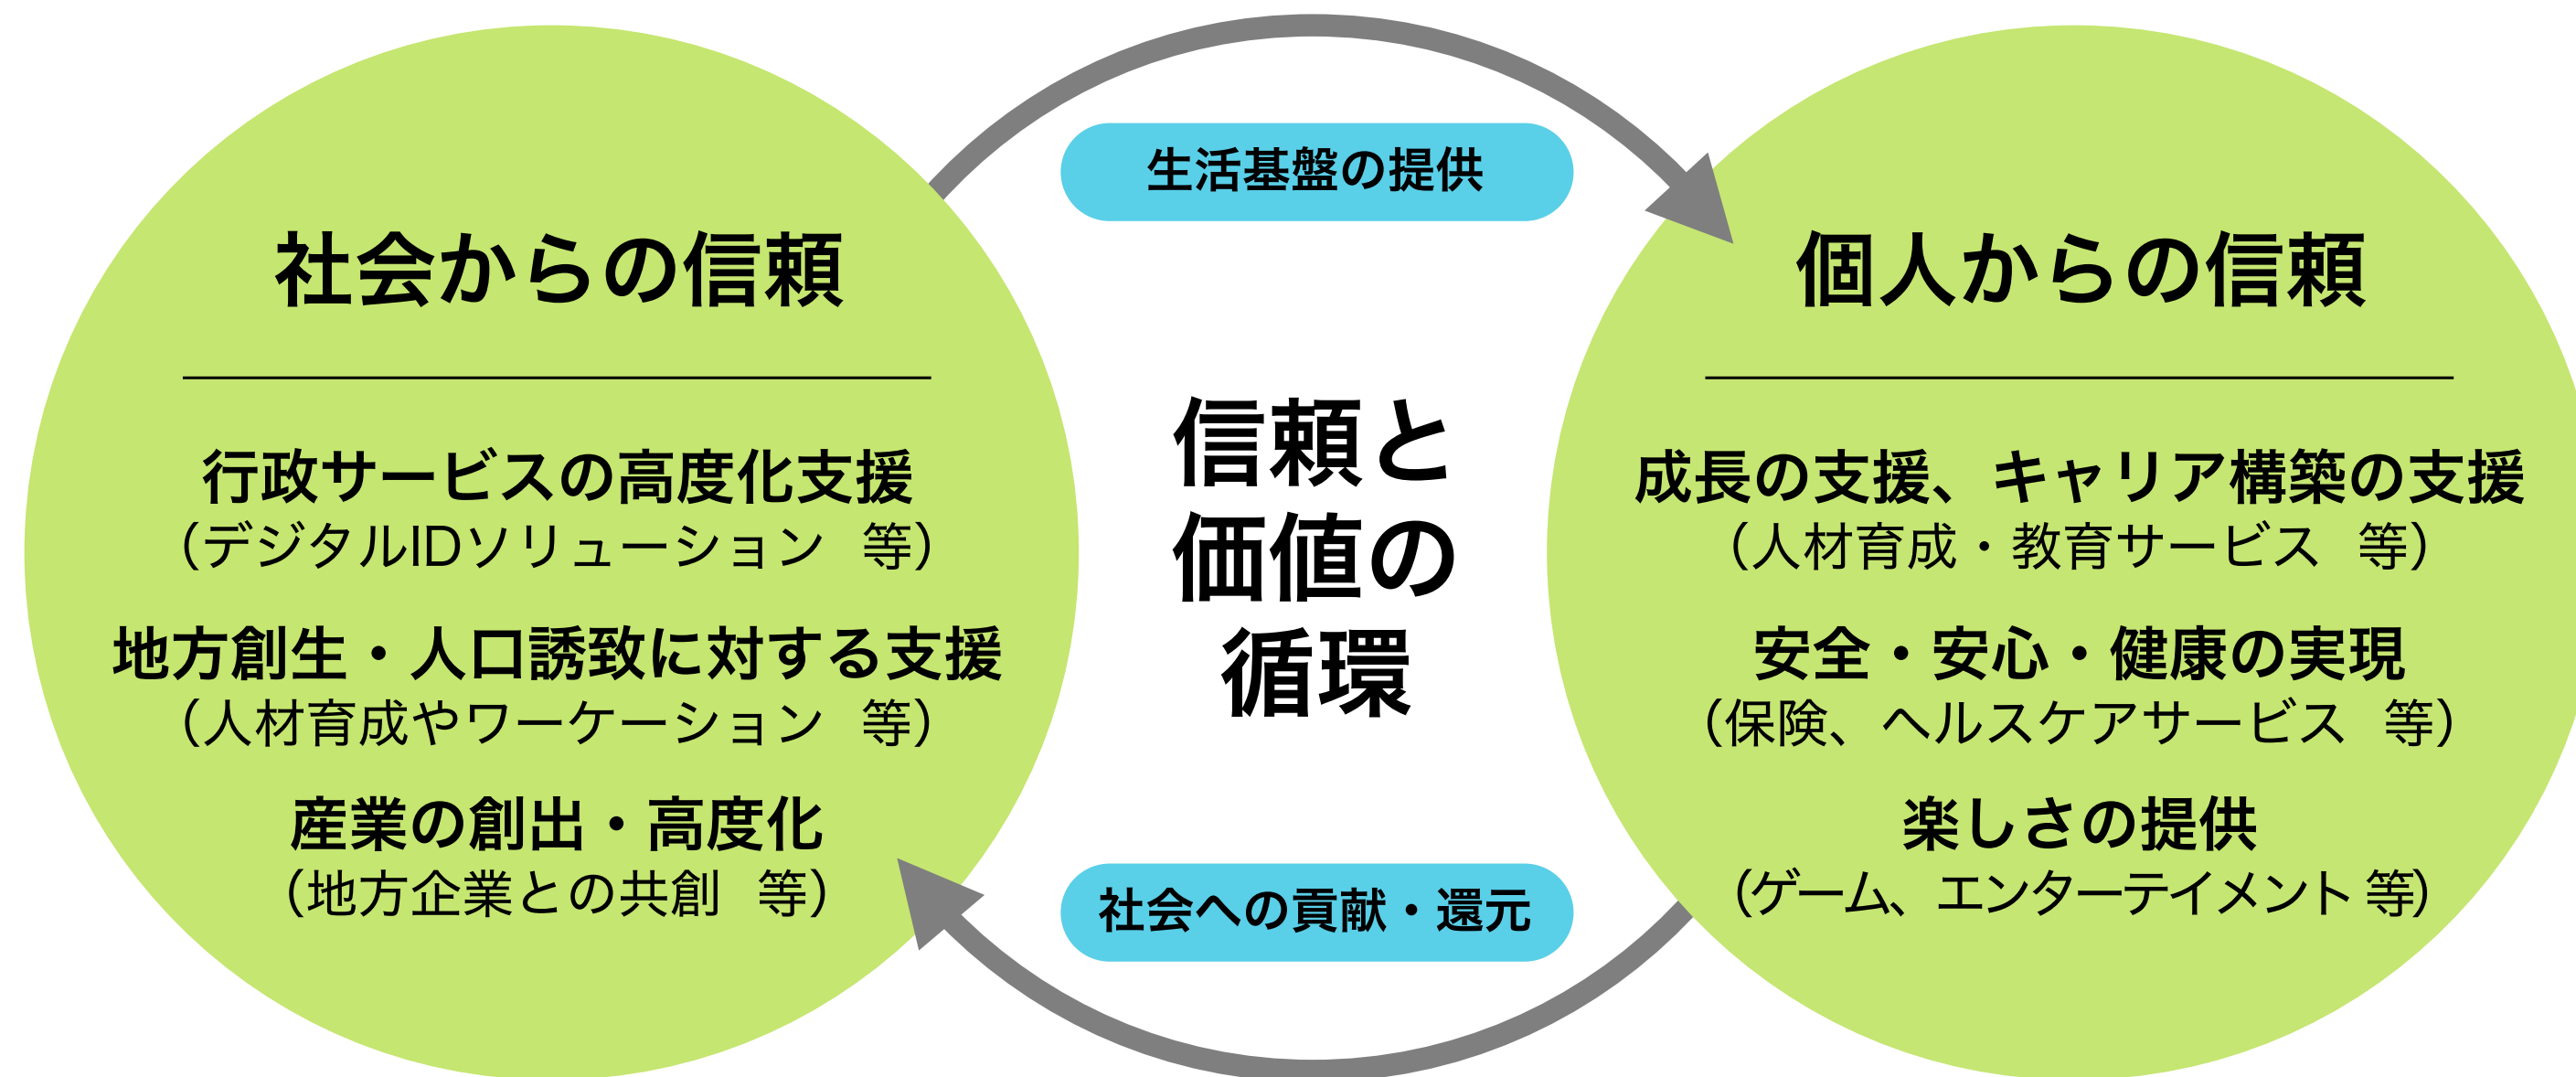 社会からの信頼
行政サービスの高度化支援
（デジタルIDソリューション 等）
地方創生・人口誘致に対する支援
（人材育成やワーケーション 等）
産業の創出・高度化
（地方企業との共創 等）
生活基盤の提供
信頼と
価値の
循環
社会への貢献・還元
個人からの信頼
成長の支援、キャリア構築の支援
（人材育成・教育サービス 等）
安全・安心・健康の実現
（保険、ヘルスケアサービス 等）
楽しさの提供
（ゲーム、エンターテイメント 等）